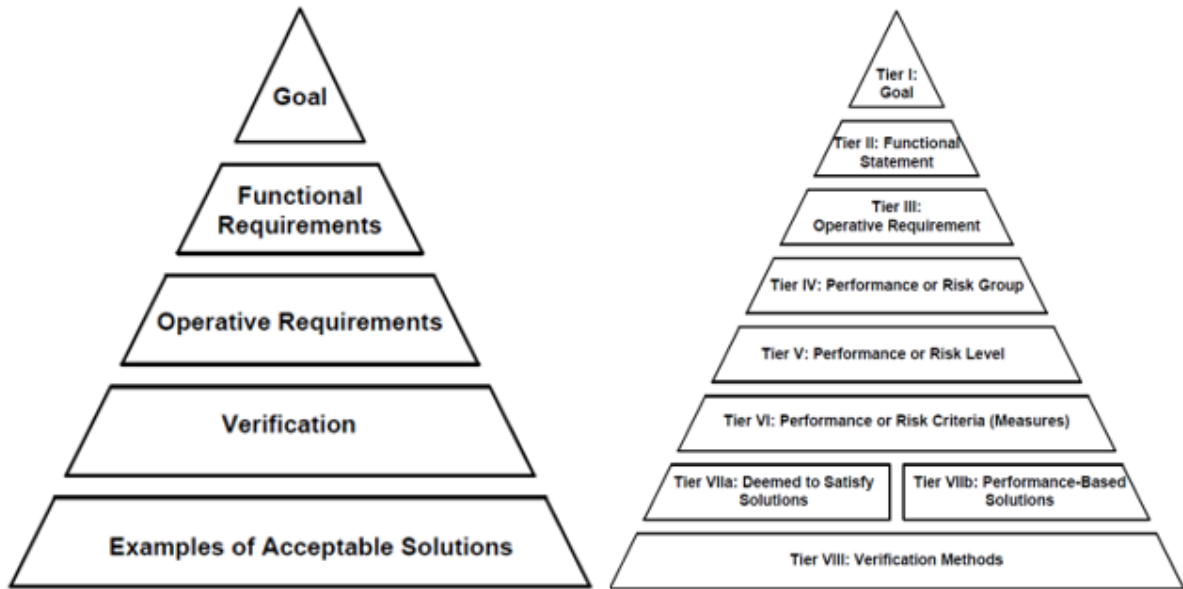 Goal
Functional
Requirements
Operative Requirements
Verification
Examples of Acceptable Solutions
Tier I:
Goal
Tier II: Functional
Statement
Tier III:
Operative Requirement
Tier IV: Performance or Risk Group
Tier V: Performance or Risk Level
Tier VI: Performance or Risk Criteria (Measures)
Tier VIIa: Deemed to Satisfy
Solutions
Tier VIIb: Performance-Based
Solutions
Tier VIII: Verification Methods